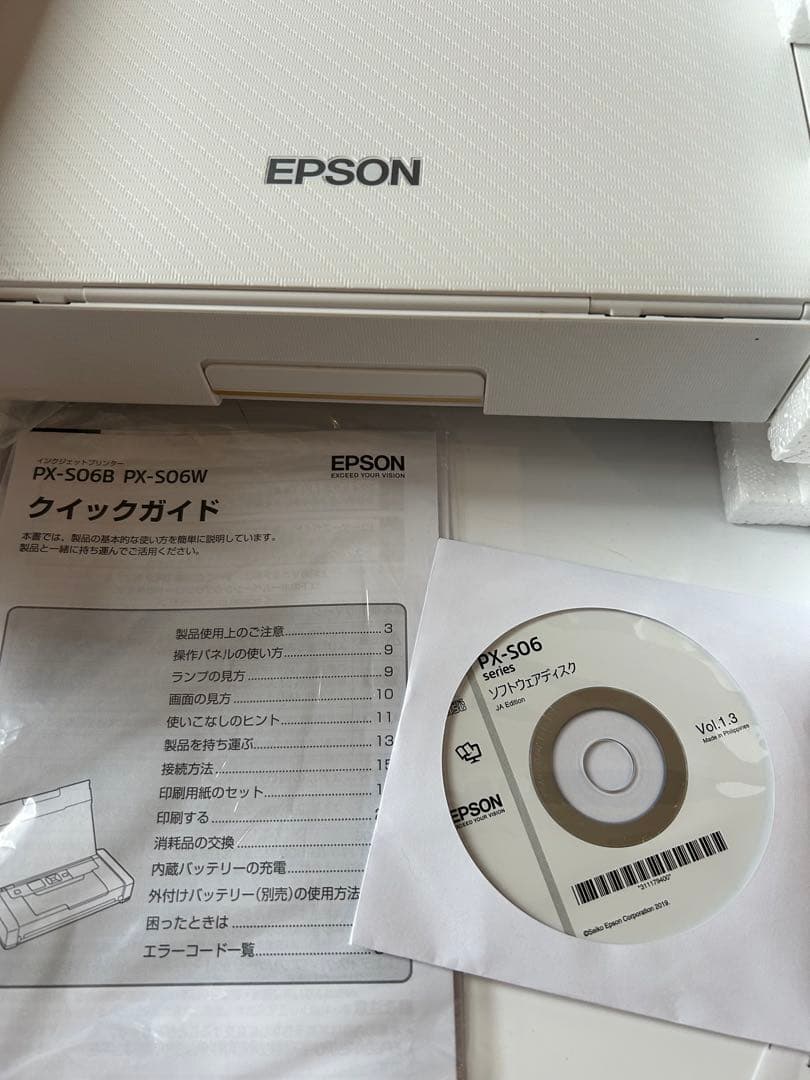 EPSON
インクジェットプリンター
PX-S06B PX-S06W
EPSON
EXCEED YOUR VISION
クイックガイド
本書では、製品の基本的な使い方を簡単に説明しています。
製品と一緒に持ち運んでご活用ください。
製品使用上のご注意 3
操作パネルの使い方 9
ランプの見方 9
画面の見方 10
使いこなしのヒント 11
製品を持ち運ぶ 13
接続方法 15
印刷用紙のセット
印刷する
消耗品の交換
内蔵バッテリーの充電
外付けバッテリー(別売)の使用方法
困ったときは
エラーコード一覧
PX-S06
series
ソフトウェアディスク
JA Edition
Vol.1.3
Made in Philippines
EPSON
EXCEED YOUR VISION
*311179400*
©Seiko Epson Corporation 2019.